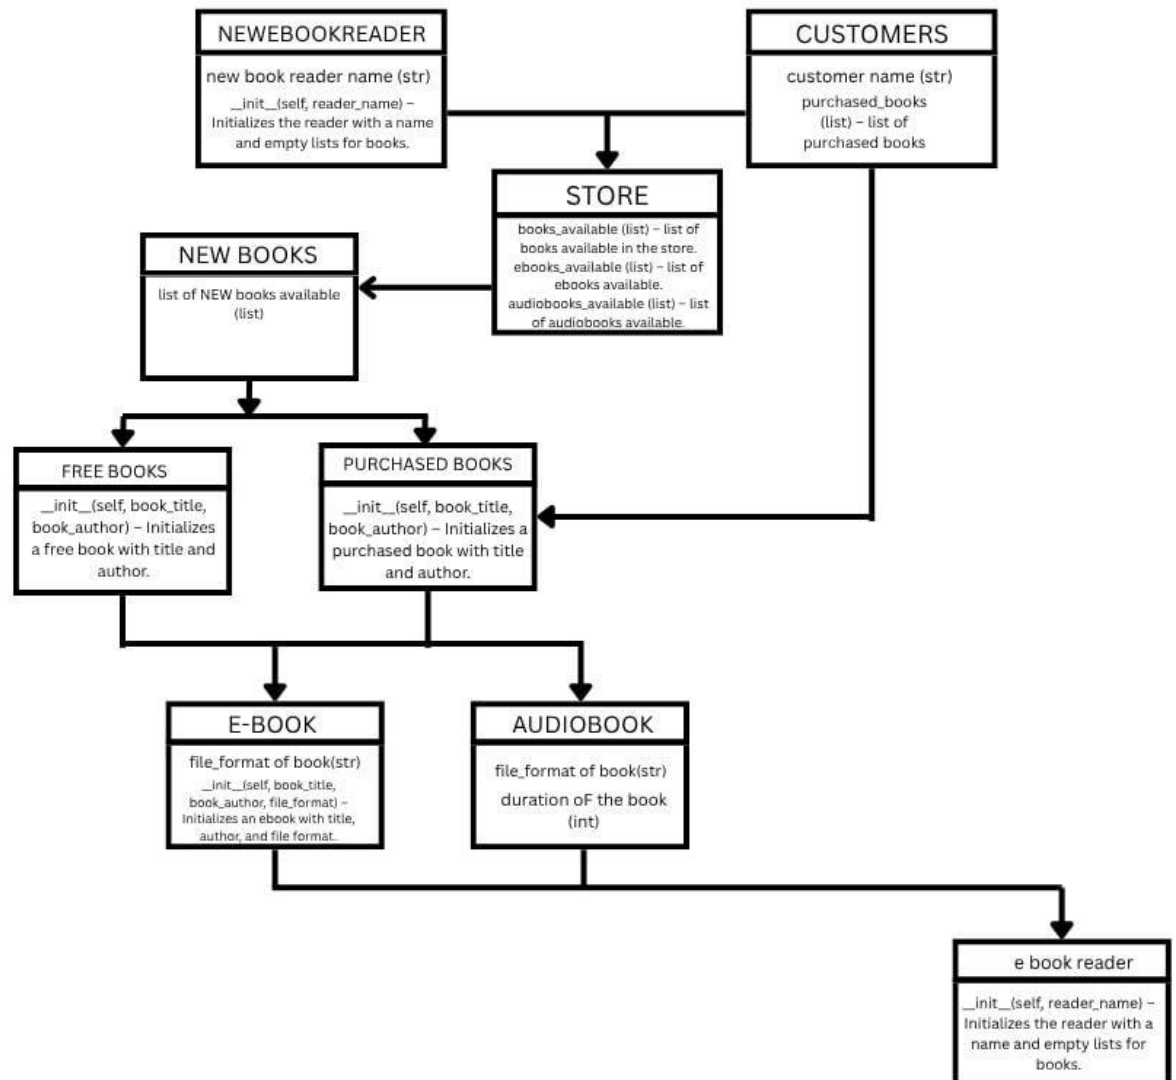 NEWEBOOKREADER
new book reader name (str)
__init__(self, reader_name) –
Initializes the reader with a name
and empty lists for books.
CUSTOMERS
customer name (str)
purchased_books
(list) – list of
purchased books
STORE
books_available (list) – list of
books available in the store.
ebooks_available (list) – list of
ebooks available.
audiobooks_available (list) – list
of audiobooks available.
NEW BOOKS
list of NEW books available
(list)
FREE BOOKS
__init__(self, book_title,
book_author) – Initializes
a free book with title and
author.
PURCHASED BOOKS
__init__(self, book_title,
book_author) – Initializes a
purchased book with title
and author.
E-BOOK
file_format of book(str)
__init__(self, book_title,
book_author, file_format) –
Initializes an ebook with title,
author, and file format.
AUDIOBOOK
file_format of book(str)
duration oF the book
(int)
e book reader
__init__(self, reader_name) –
Initializes the reader with a
name and empty lists for
books.